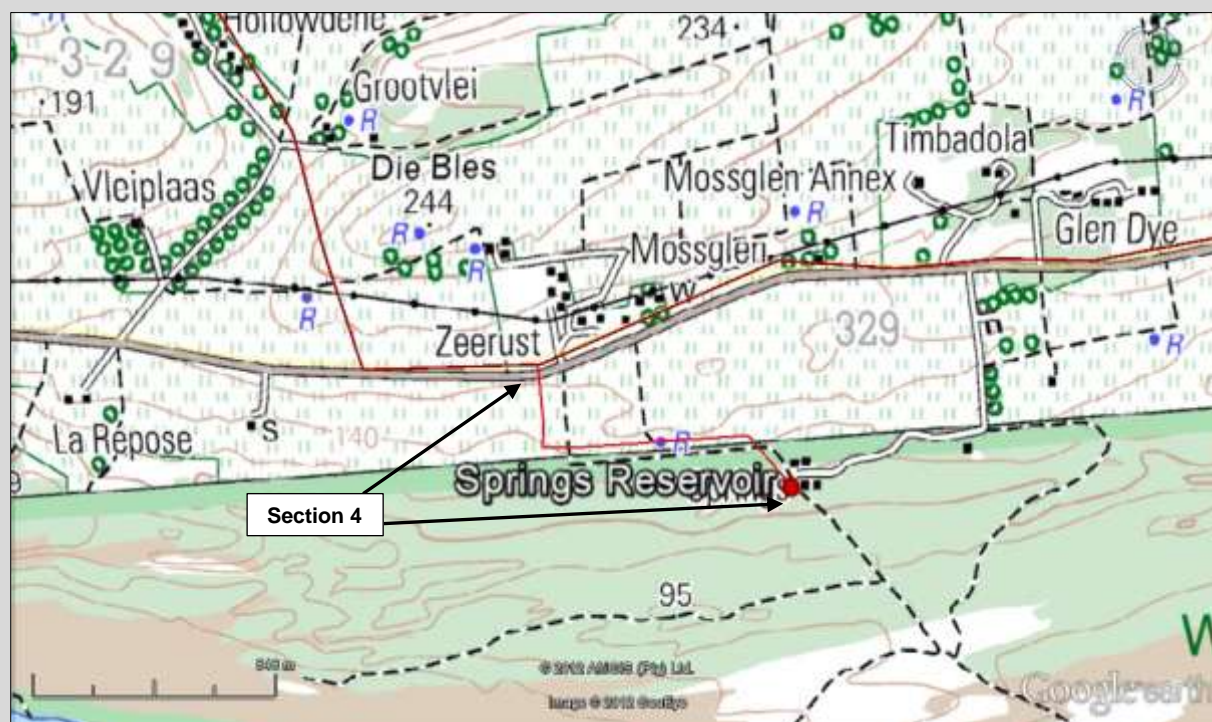 Hollowdene
3-2-9
Grootvlei
R
191
234
R
Timbadola
Vleiplaas
Die Bles
244
R
R
Mossglen Annex
R
Mossglen
Glen Dye
W
R
Zeerust
329
R
La Repose
S
140
R
Springs Reservoir
Section 4
95
W
© 2012 AfriGIS (Pty) Ltd.
Image © 2012 GeoEye
Google earth